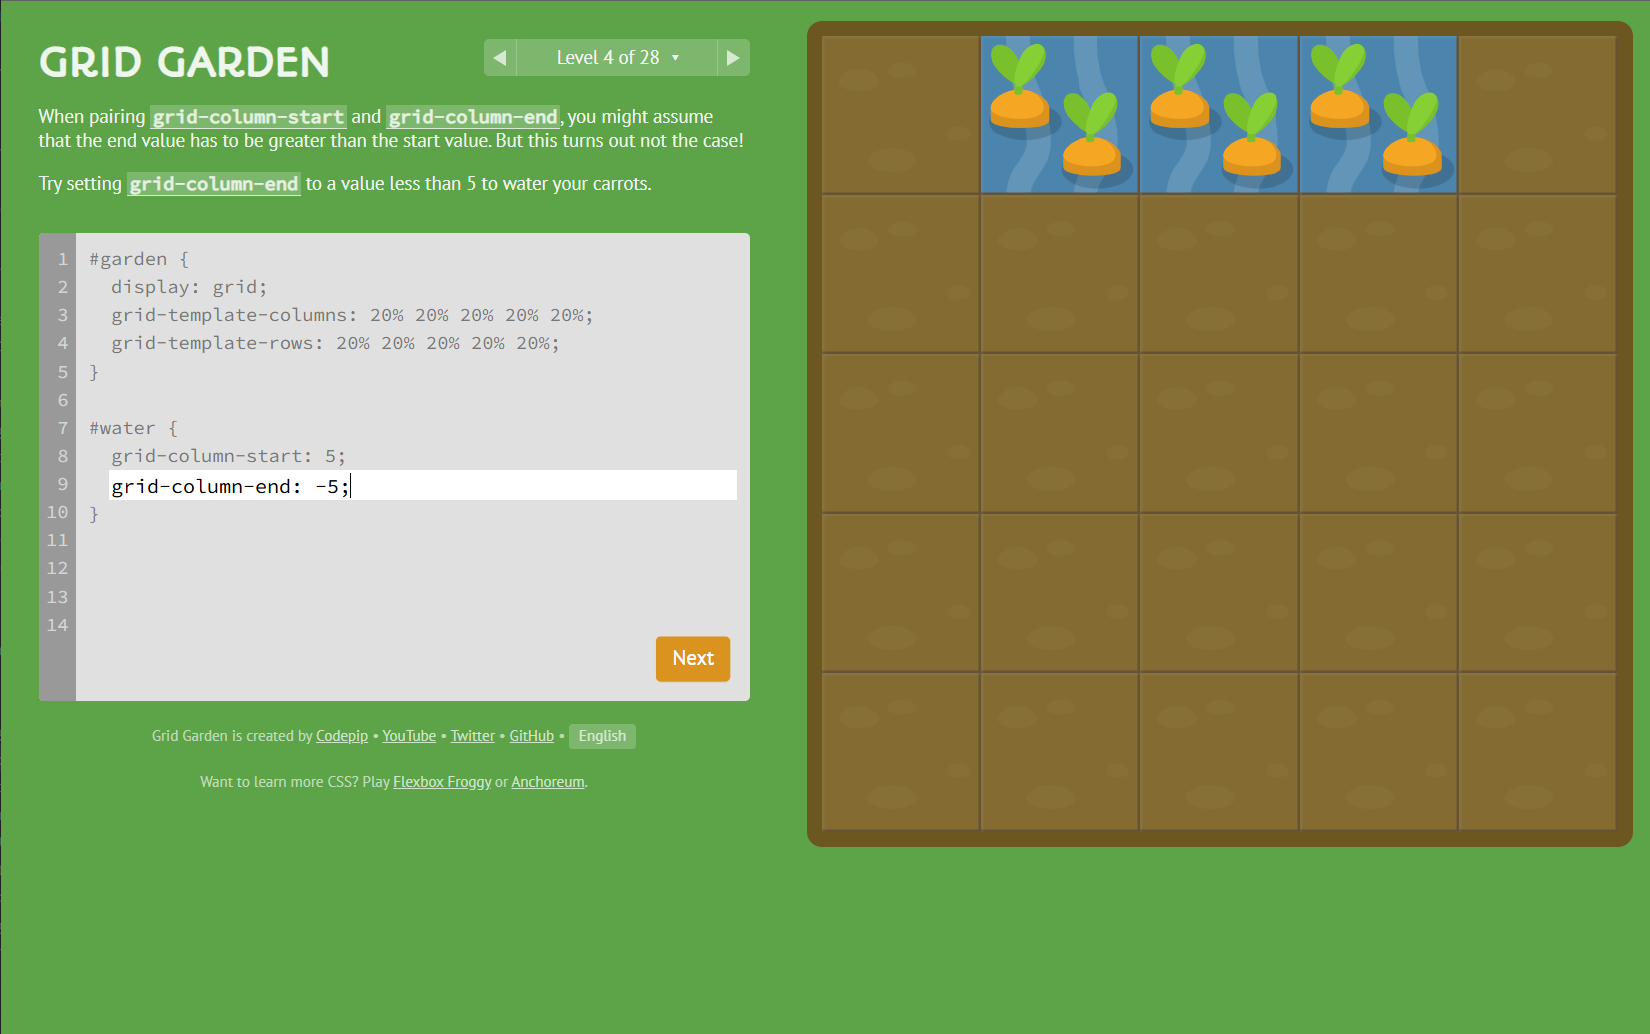 GRID GARDEN
◀ Level 4 of 28 ▾ ▶
When pairing grid-column-start and grid-column-end, you might assume
that the end value has to be greater than the start value. But this turns out not the case!
Try setting grid-column-end to a value less than 5 to water your carrots.
1 #garden {
2 display: grid;
3 grid-template-columns: 20% 20% 20% 20% 20%;
4 grid-template-rows: 20% 20% 20% 20% 20%;
5 }
6
7 #water {
8 grid-column-start: 5;
9 grid-column-end: -5;
10 }
11
12
13
14
Next
Grid Garden is created by Codepip • YouTube • Twitter • GitHub • English
Want to learn more CSS? Play Flexbox Froggy or Anchoreum.